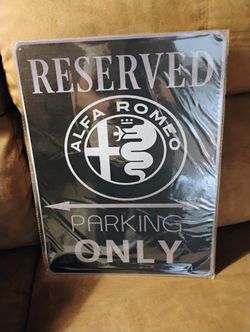 RESERVED
ALFA ROMEO
PARKING
ONLY